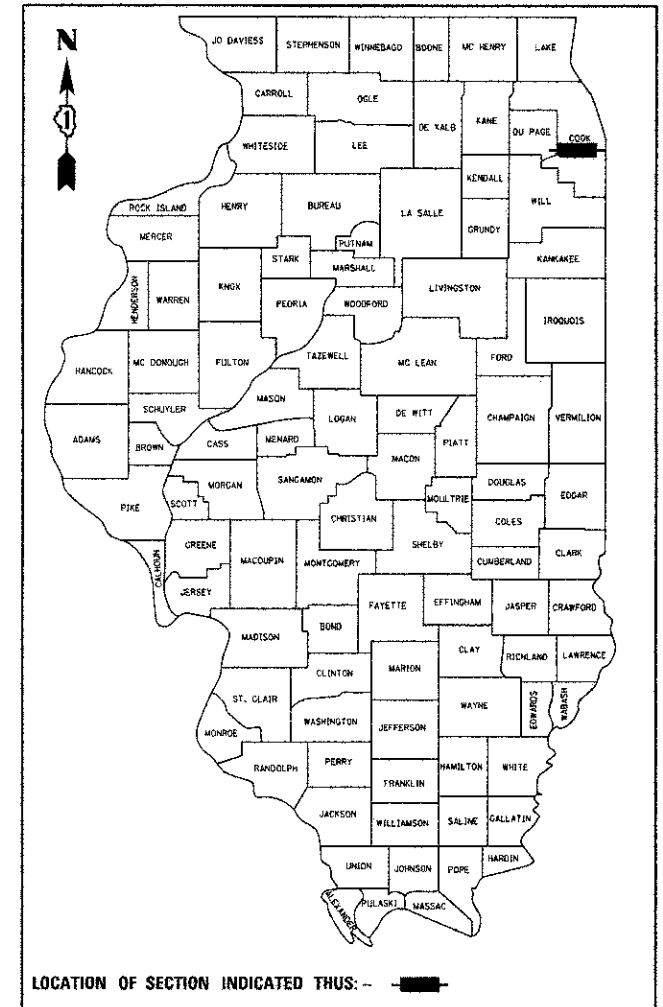 N
1
JO DAVIESS
STEPHENSON
WINNEBAGO
BOONE
MC HENRY
LAKE
CARROLL
OGLE
DE KALB
KANE
DU PAGE
COOK
WHITESIDE
LEE
KENDALL
WILL
ROCK ISLAND
HENRY
BUREAU
LA SALLE
GRUNDY
MERCER
PUTNAM
STARK
MARSHALL
KANKAKEE
HENDERSON
WARREN
KNOX
PEORIA
WOODFORD
LIVINGSTON
IROQUOIS
HANCOCK
MC DONOUGH
FULTON
TAZEWELL
MC LEAN
FORD
SCHUYLER
MASON
LOGAN
DE WITT
CHAMPAIGN
VERMILION
ADAMS
BROWN
CASS
MENARD
MACON
PIATT
PIKE
SCOTT
MORGAN
SANGAMON
CHRISTIAN
MOULTRIE
DOUGLAS
EDGAR
COLES
CALHOUN
GREENE
MACOUPIN
MONTGOMERY
SHELBY
CUMBERLAND
CLARK
JERSEY
FAYETTE
EFFINGHAM
JASPER
CRAWFORD
MADISON
BOND
CLAY
RICHLAND
LAWRENCE
CLINTON
MARION
ST. CLAIR
WAYNE
EDWARDS
WABASH
WASHINGTON
JEFFERSON
MONROE
RANDOLPH
PERRY
HAMILTON
WHITE
FRANKLIN
JACKSON
WILLIAMSON
SALINE
GALLATIN
UNION
JOHNSON
POPE
HARDIN
ALEXANDER
PULASKI
MASSAC
LOCATION OF SECTION INDICATED THUS: -